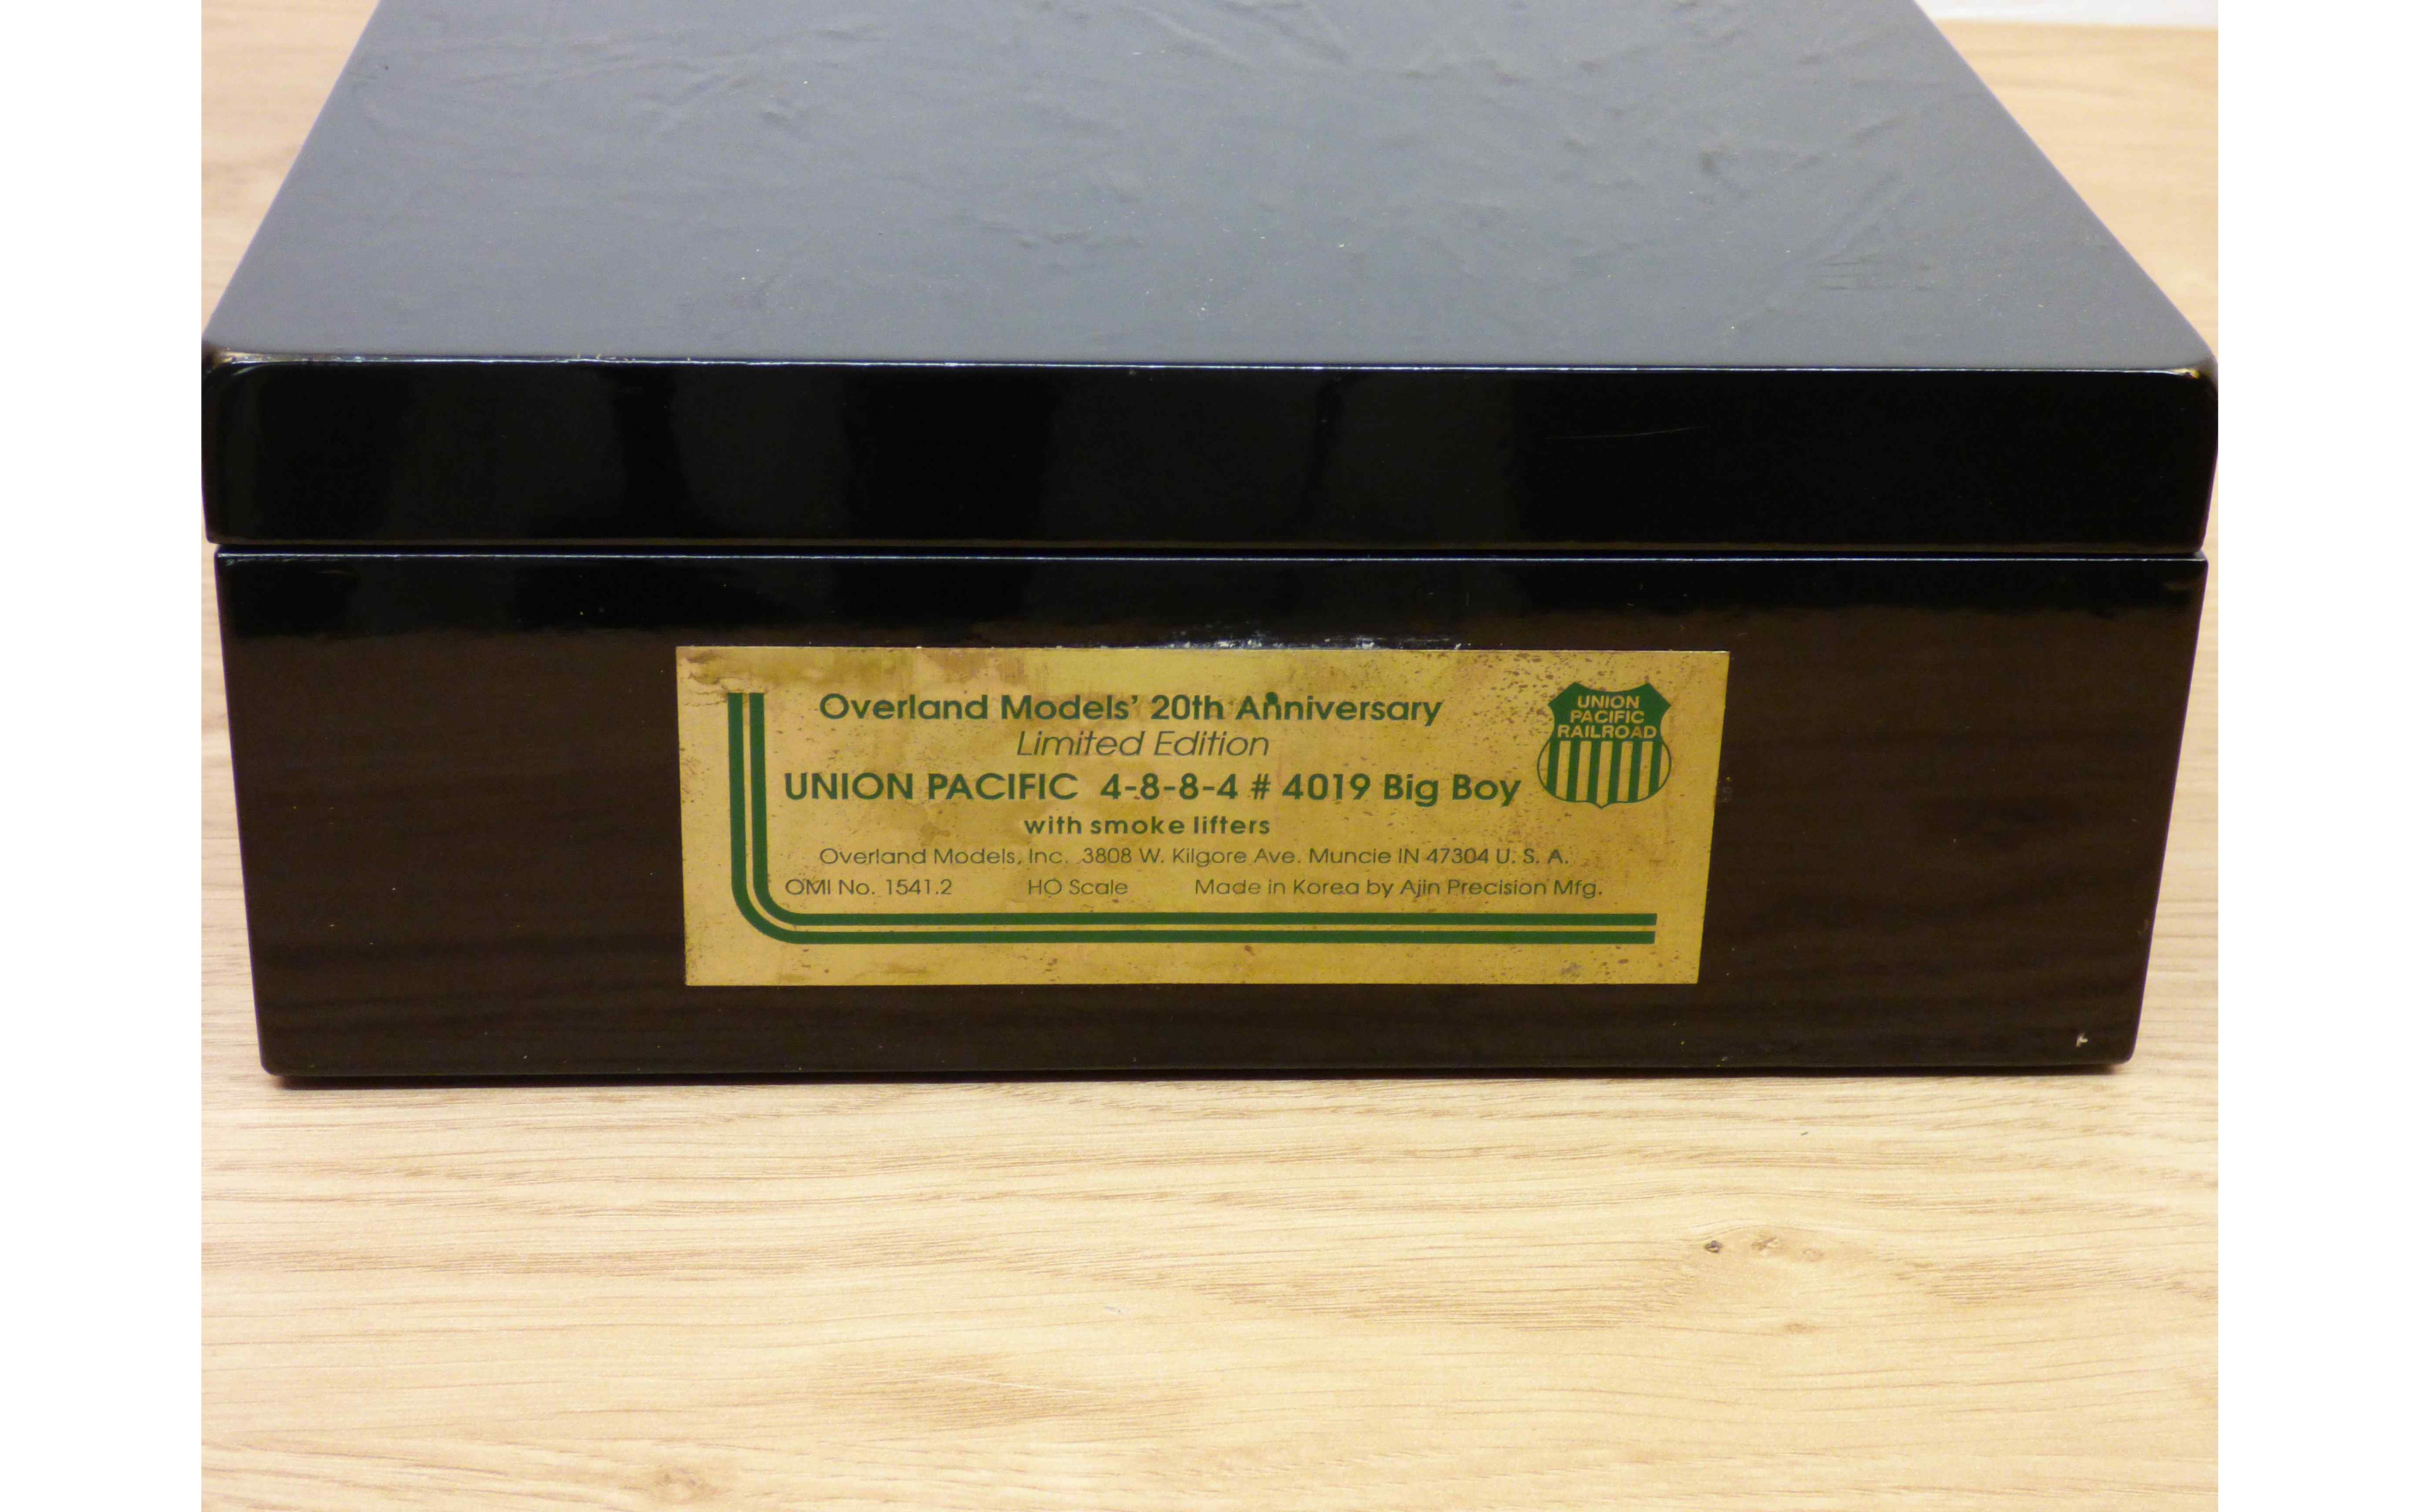 Overland Models' 20th Anniversary
Limited Edition
UNION PACIFIC 4-8-8-4 # 4019 Big Boy
with smoke lifters
Overland Models, Inc. 3808 W. Kilgore Ave. Muncie IN 47304 U. S. A.
OMI No. 1541.2 HO Scale Made in Korea by Ajin Precision Mfg.
UNION
PACIFIC
RAILROAD